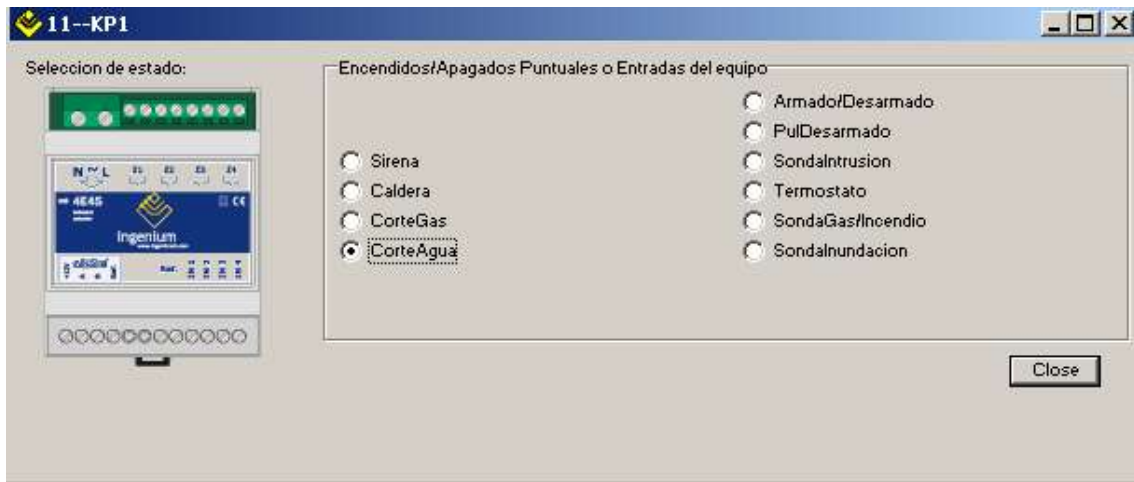 11--KP1
Seleccion de estado:
N L
4E4S
CE
Ingenium
Encendidos/Apagados Puntuales o Entradas del equipo
Sirena
Caldera
CorteGas
CorteAgua
Armado/Desarmado
PulDesarmado
SondaIntrusion
Termostato
SondaGas/Incendio
SondaInundacion
Close